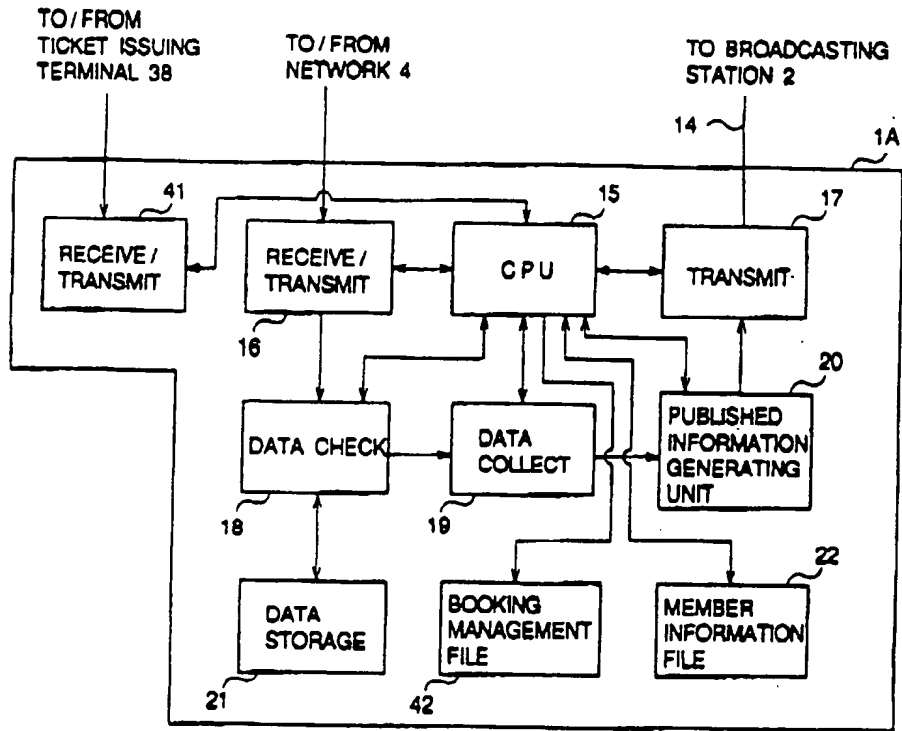 TO/FROM
TICKET ISSUING
TERMINAL 38
TO/FROM
NETWORK 4
TO BROADCASTING
STATION 2
14
1A
41
RECEIVE/
TRANSMIT
RECEIVE/
TRANSMIT
16
15
CPU
17
TRANSMIT
DATA CHECK
18
DATA
COLLECT
19
20
PUBLISHED
INFORMATION
GENERATING
UNIT
DATA
STORAGE
21
BOOKING
MANAGEMENT
FILE
42
22
MEMBER
INFORMATION
FILE